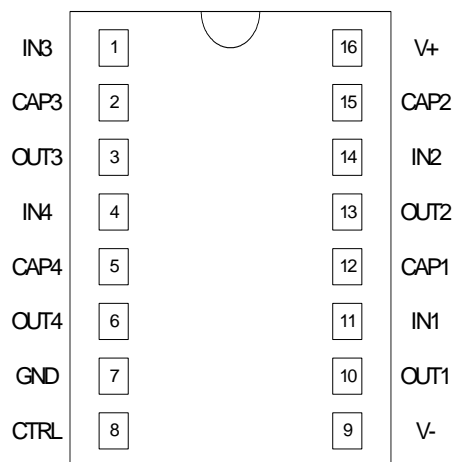 IN3 1 16 V+
CAP3 2 15 CAP2
OUT3 3 14 IN2
IN4 4 13 OUT2
CAP4 5 12 CAP1
OUT4 6 11 IN1
GND 7 10 OUT1
CTRL 8 9 V-